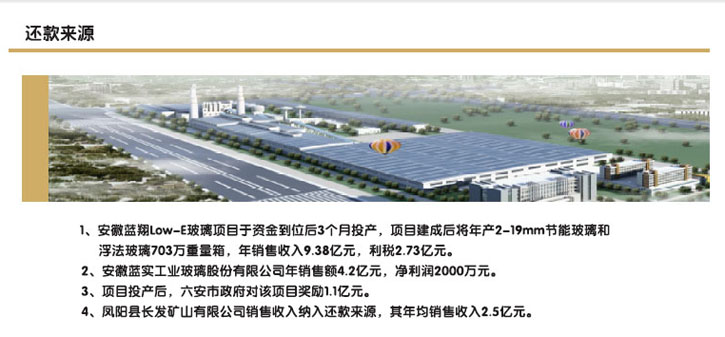 还款来源
1、安徽蓝翔Low-E玻璃项目于资金到位后3个月投产，项目建成后将年产2-19mm节能玻璃和
浮法玻璃703万重量箱，年销售收入9.38亿元，利税2.73亿元。
2、安徽蓝实工业玻璃股份有限公司年销售额4.2亿元，净利润2000万元。
3、项目投产后，六安市政府对该项目奖励1.1亿元。
4、凤阳县长发矿山有限公司销售收入纳入还款来源，其年均销售收入2.5亿元。